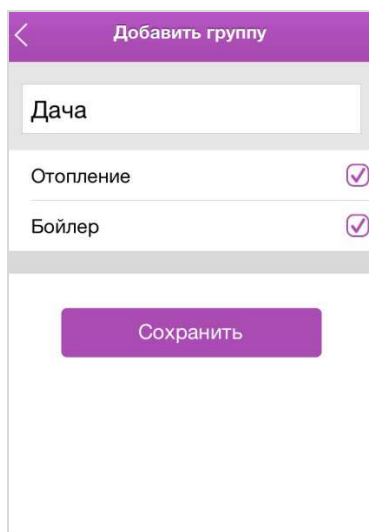 Добавить группу
Дача
Отопление
Бойлер
Сохранить